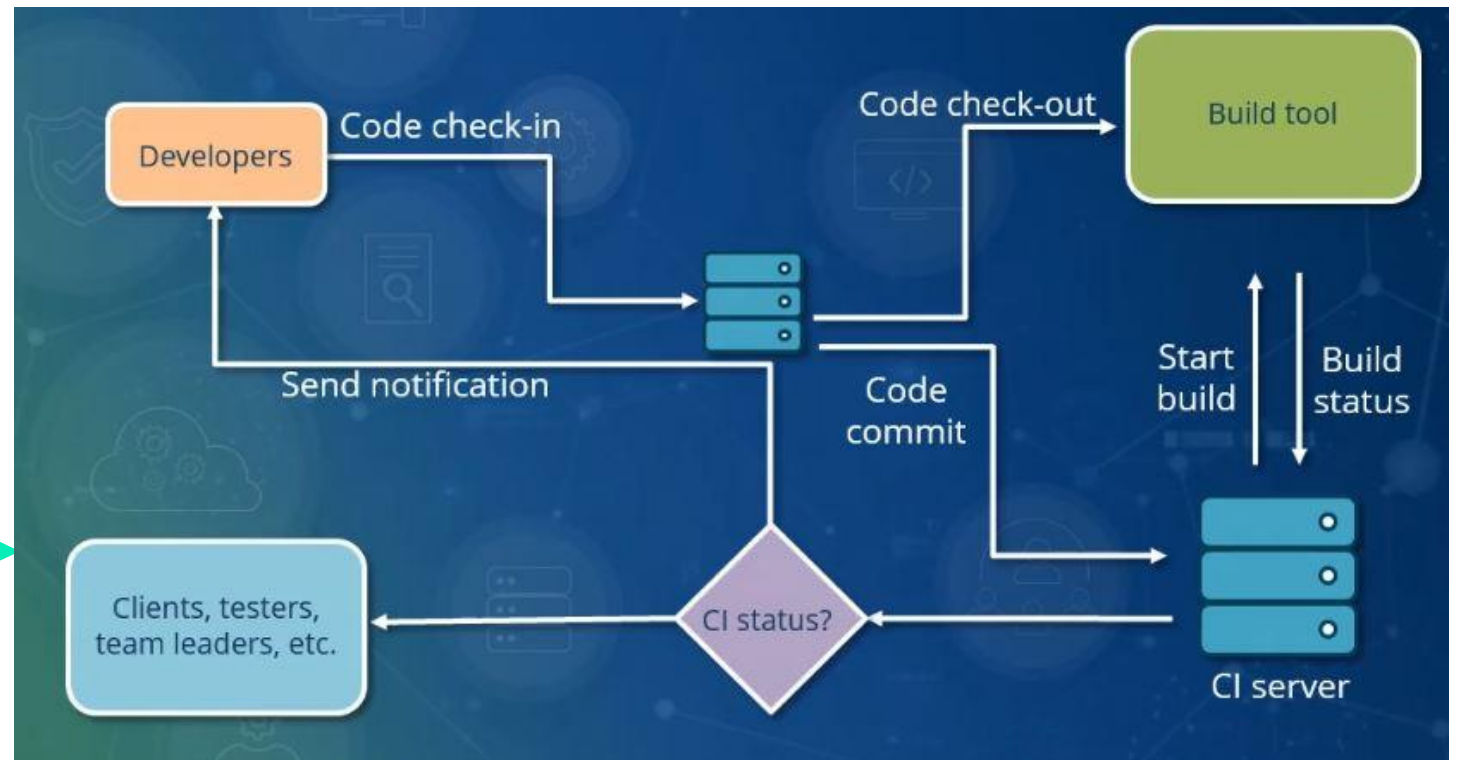 Code check-out
Build tool
Code check-in
Developers
Start
build
Build
status
Send notification
Code
commit
Clients, testers,
team leaders, etc.
CI status?
CI server